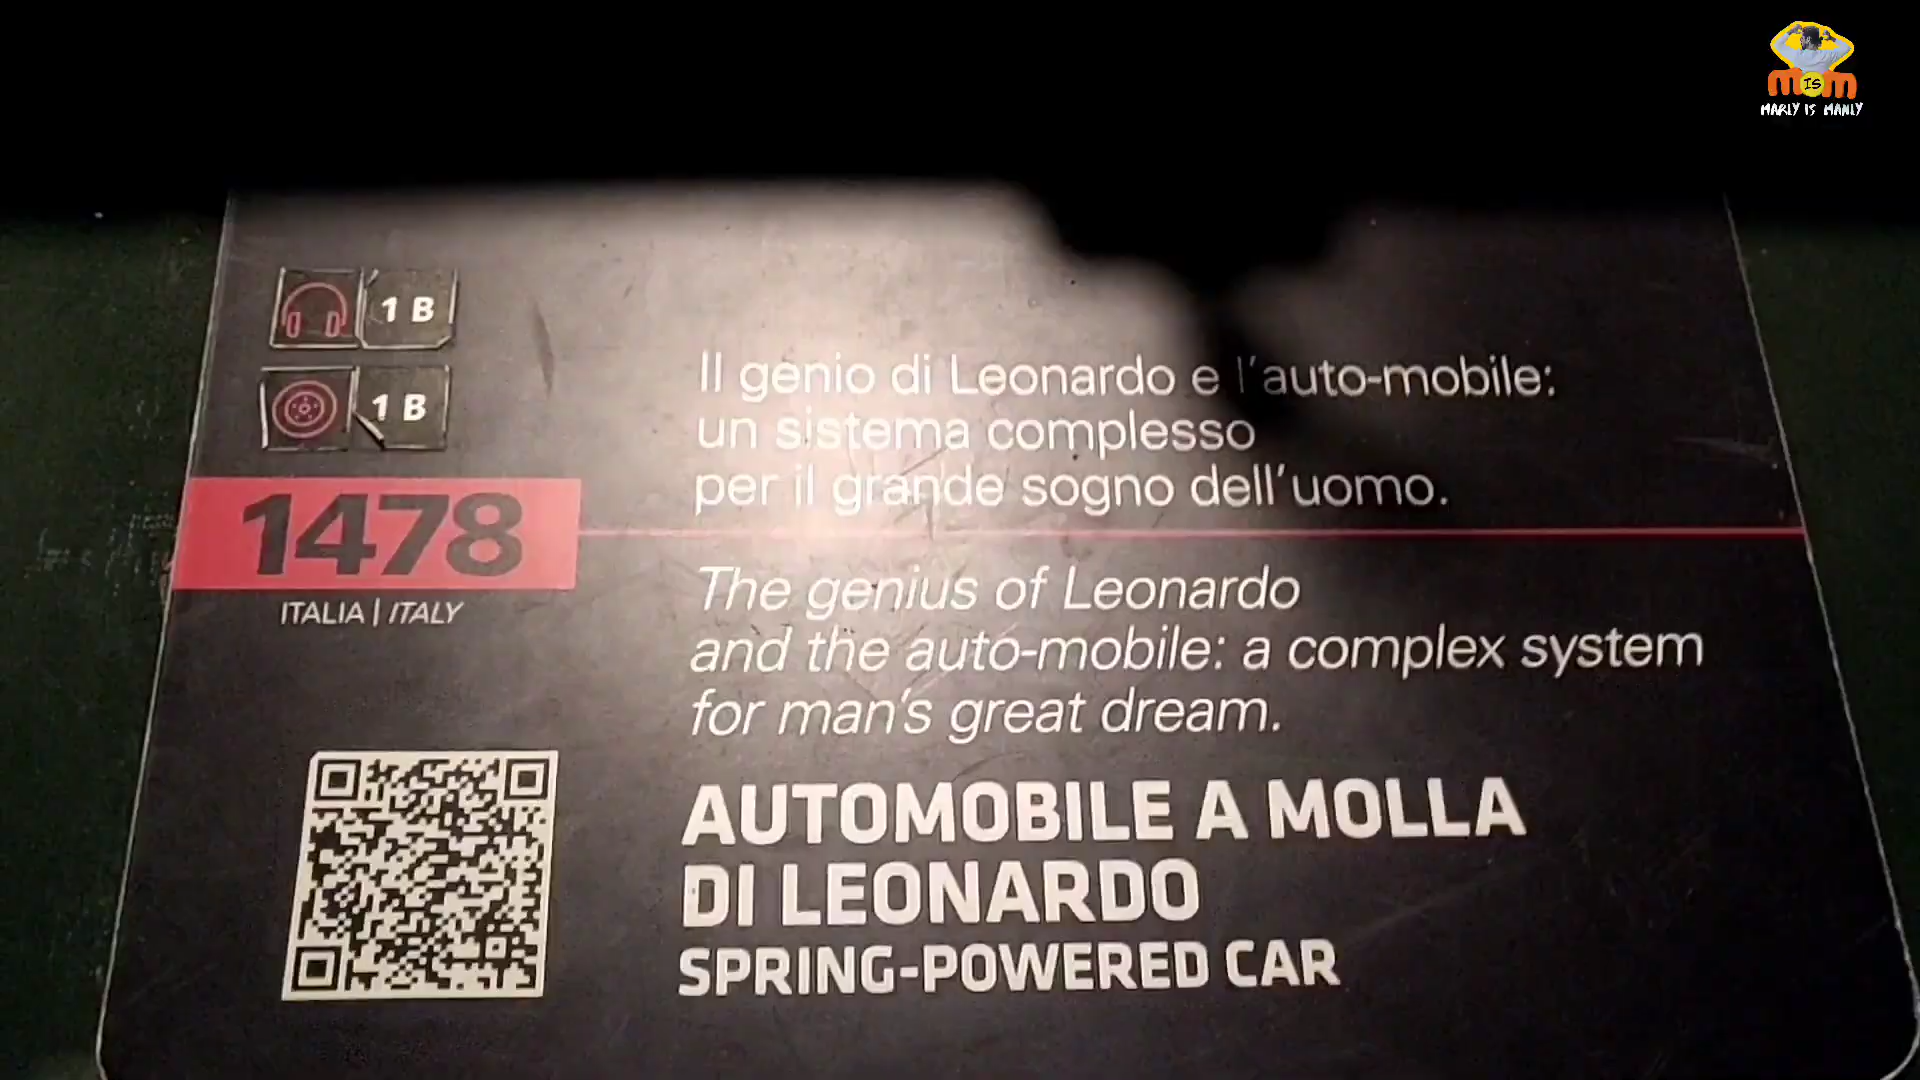 mIsm
MARLY IS MANLY
1 B
1 B
1478
ITALIA | ITALY
Il genio di Leonardo e l'auto-mobile:
un sistema complesso
per il grande sogno dell'uomo.
The genius of Leonardo
and the auto-mobile: a complex system
for man's great dream.
AUTOMOBILE A MOLLA
DI LEONARDO
SPRING-POWERED CAR